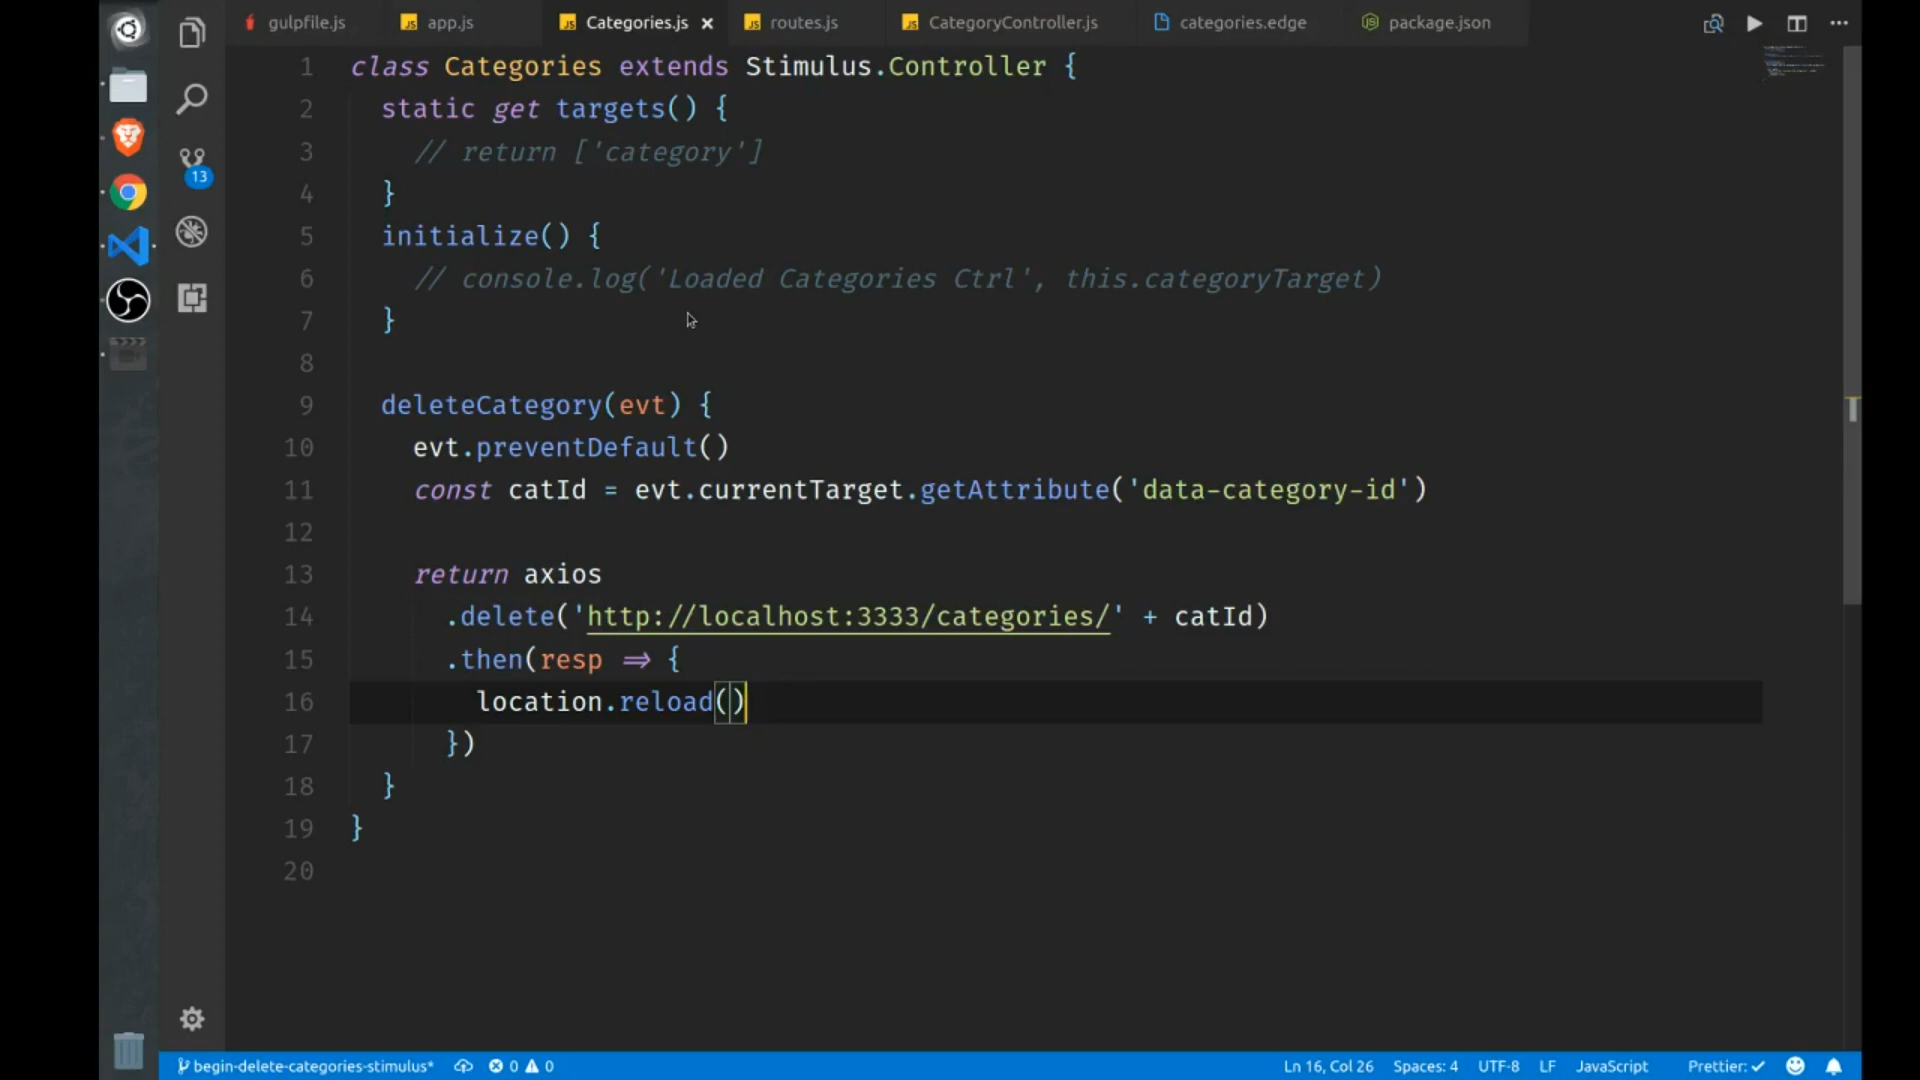 gulpfile.js app.js Categories.js × routes.js CategoryController.js categories.edge package.json
1 class Categories extends Stimulus.Controller {
2 static get targets() {
3 // return ['category']
4 }
5 initialize() {
6 // console.log('Loaded Categories Ctrl', this.categoryTarget)
7 }
8
9 deleteCategory(evt) {
10 evt.preventDefault()
11 const catId = evt.currentTarget.getAttribute('data-category-id')
12
13 return axios
14 .delete('http://localhost:3333/categories/' + catId)
15 .then(resp => {
16 location.reload()
17 })
18 }
19 }
20
13
begin-delete-categories-stimulus* 0 0 Ln 16, Col 26 Spaces: 4 UTF-8 LF JavaScript Prettier: ✓